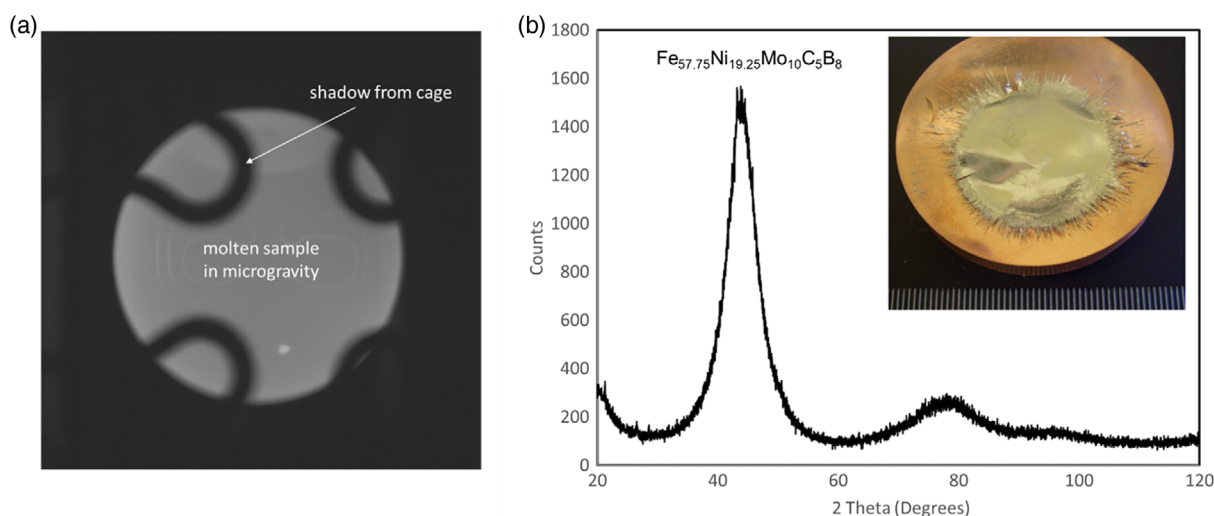 (a)
shadow from cage
molten sample
in microgravity
(b)
Fe₅₇.₇₅Ni₁₉.₂₅Mo₁₀C₅B₈
Counts
1800
1600
1400
1200
1000
800
600
400
200
0
20
40
60
80
100
120
2 Theta (Degrees)